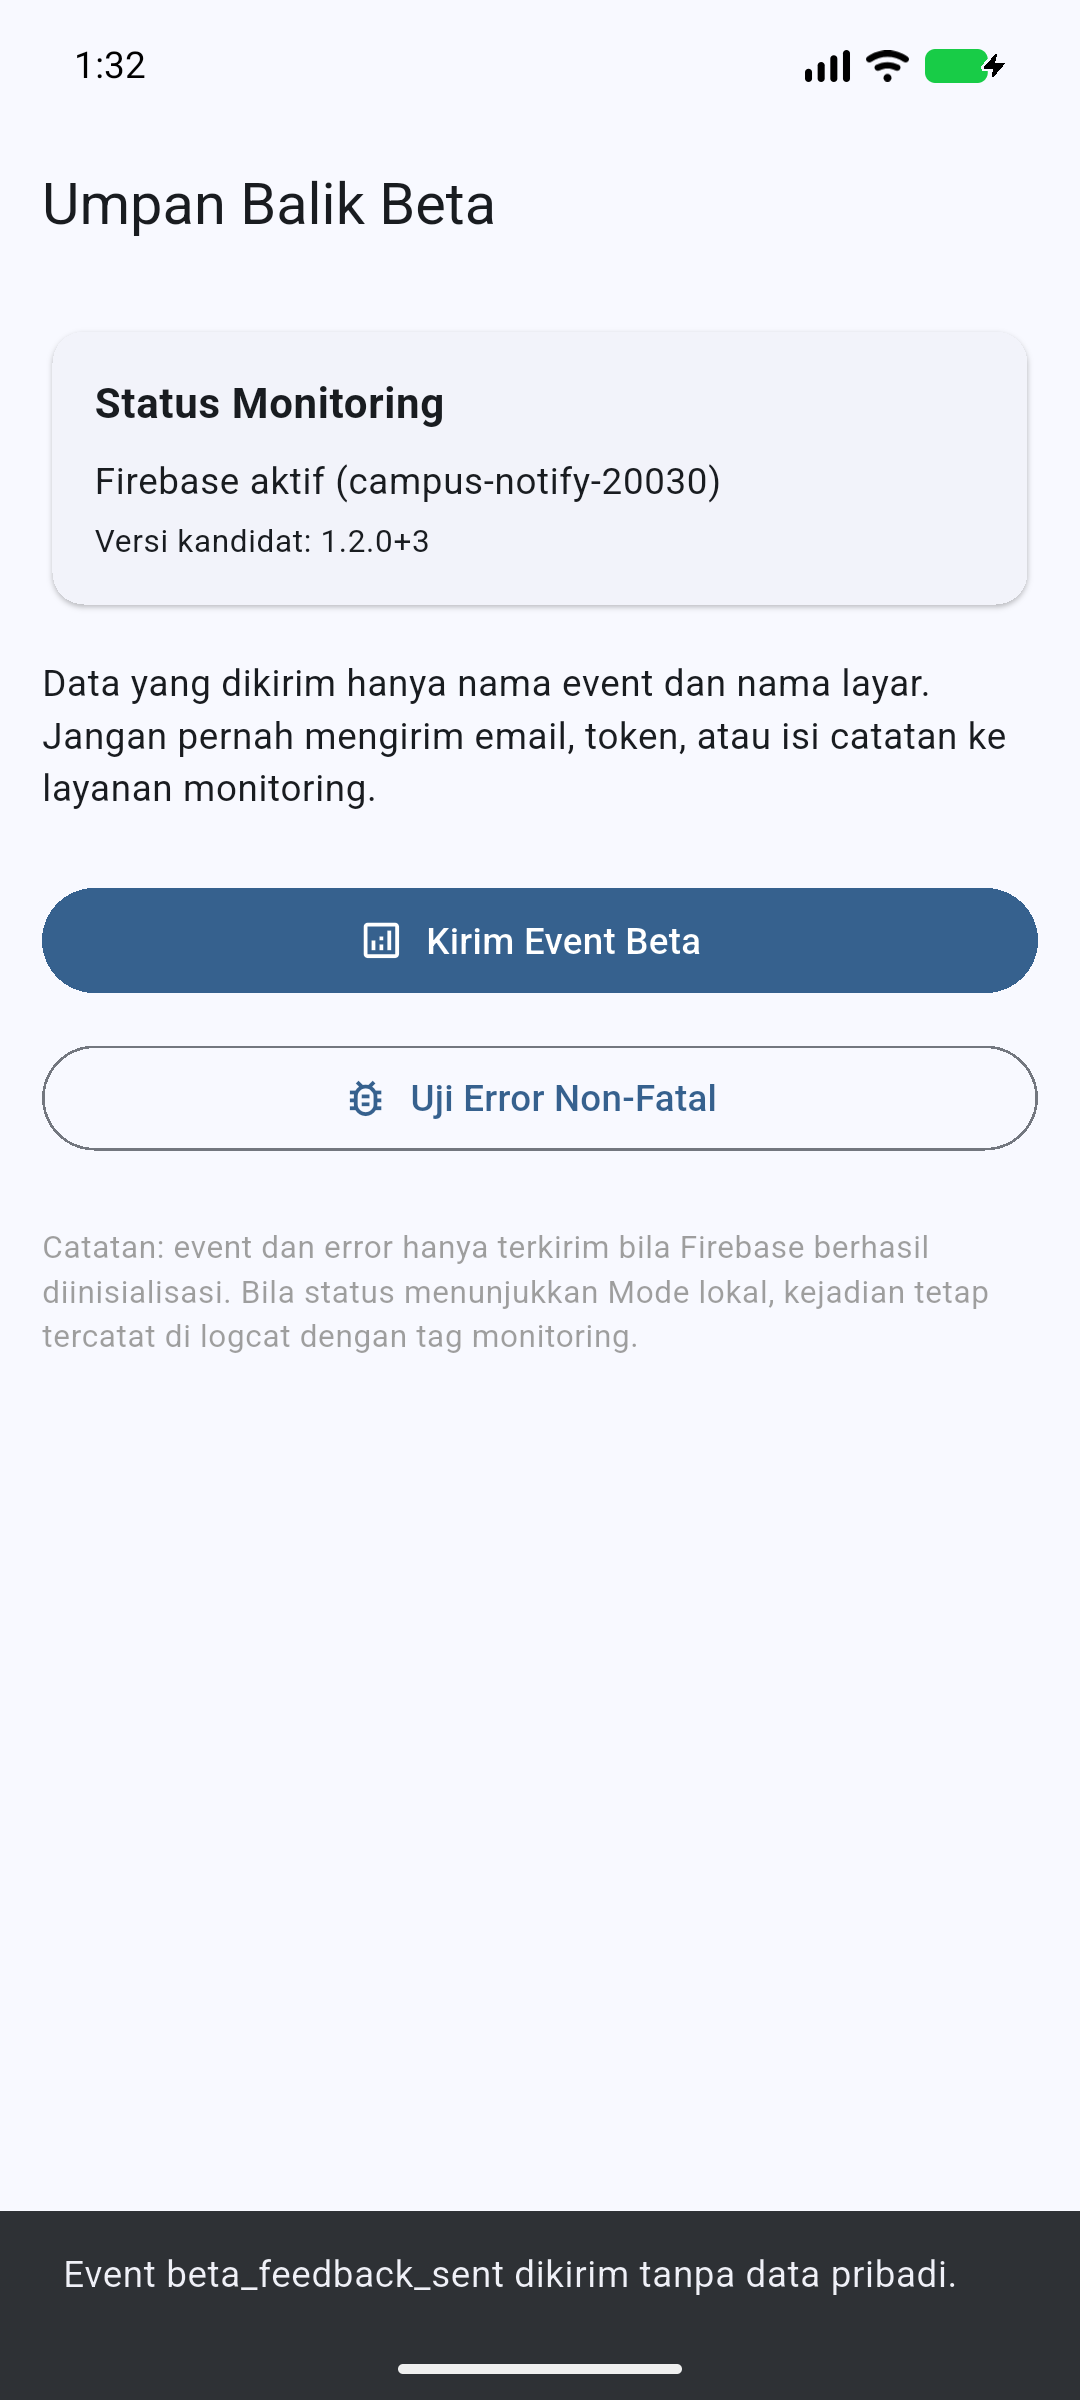 1:32
Umpan Balik Beta
Status Monitoring
Firebase aktif (campus-notify-20030)
Versi kandidat: 1.2.0+3
Data yang dikirim hanya nama event dan nama layar.
Jangan pernah mengirim email, token, atau isi catatan ke
layanan monitoring.
Kirim Event Beta
Uji Error Non-Fatal
Catatan: event dan error hanya terkirim bila Firebase berhasil
diinisialisasi. Bila status menunjukkan Mode lokal, kejadian tetap
tercatat di logcat dengan tag monitoring.
Event beta_feedback_sent dikirim tanpa data pribadi.